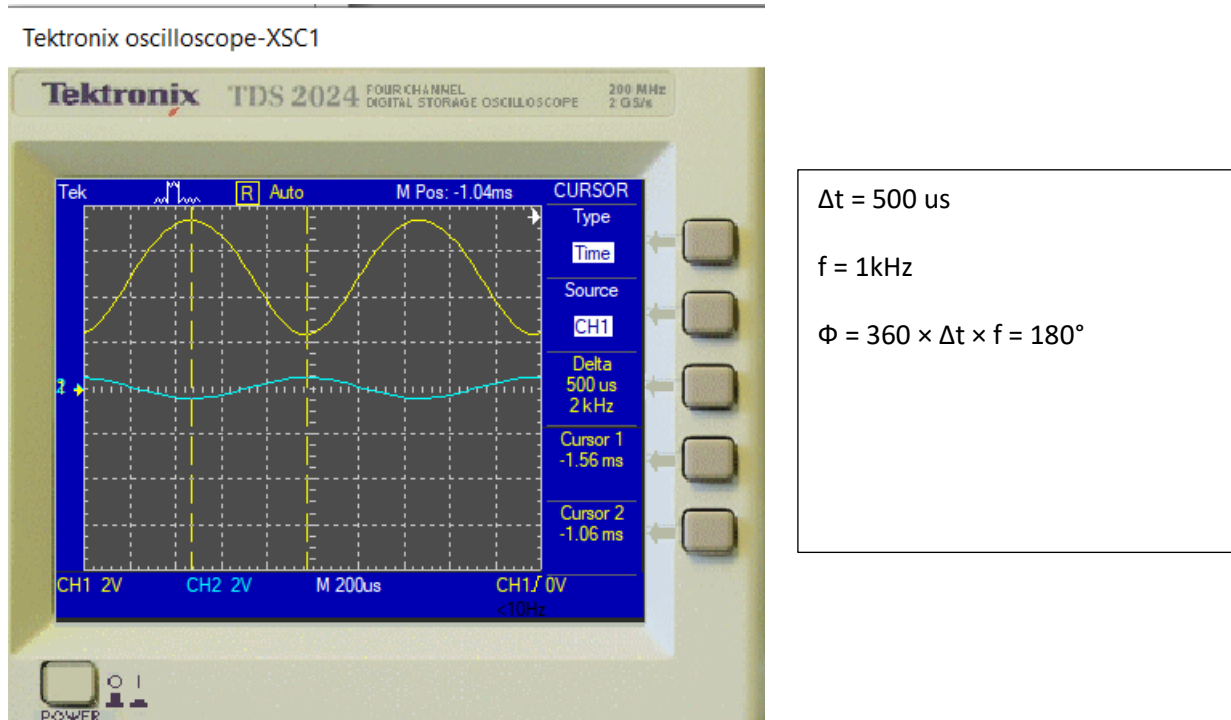 Tektronix oscilloscope-XSC1
Tektronix TDS 2024 FOUR CHANNEL DIGITAL STORAGE OSCILLOSCOPE 200 MHz 2 GS/s
Tek R Auto M Pos: -1.04ms CURSOR
Type
Time
Source
CH1
Delta
500 us
2 kHz
Cursor 1
-1.56 ms
Cursor 2
-1.06 ms
CH1 2V CH2 2V M 200us CH1 0V
<10Hz
POWER
Δt = 500 us
f = 1kHz
Φ = 360 × Δt × f = 180°